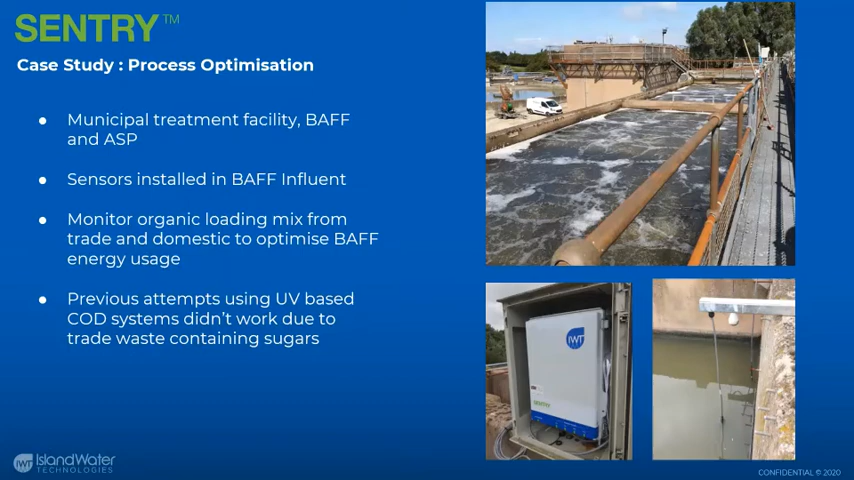 SENTRY™
Case Study : Process Optimisation
● Municipal treatment facility, BAFF
and ASP
● Sensors installed in BAFF Influent
● Monitor organic loading mix from
trade and domestic to optimise BAFF
energy usage
● Previous attempts using UV based
COD systems didn't work due to
trade waste containing sugars
IWT
SENTRY
IWT IslandWater
TECHNOLOGIES
CONFIDENTIAL © 2020